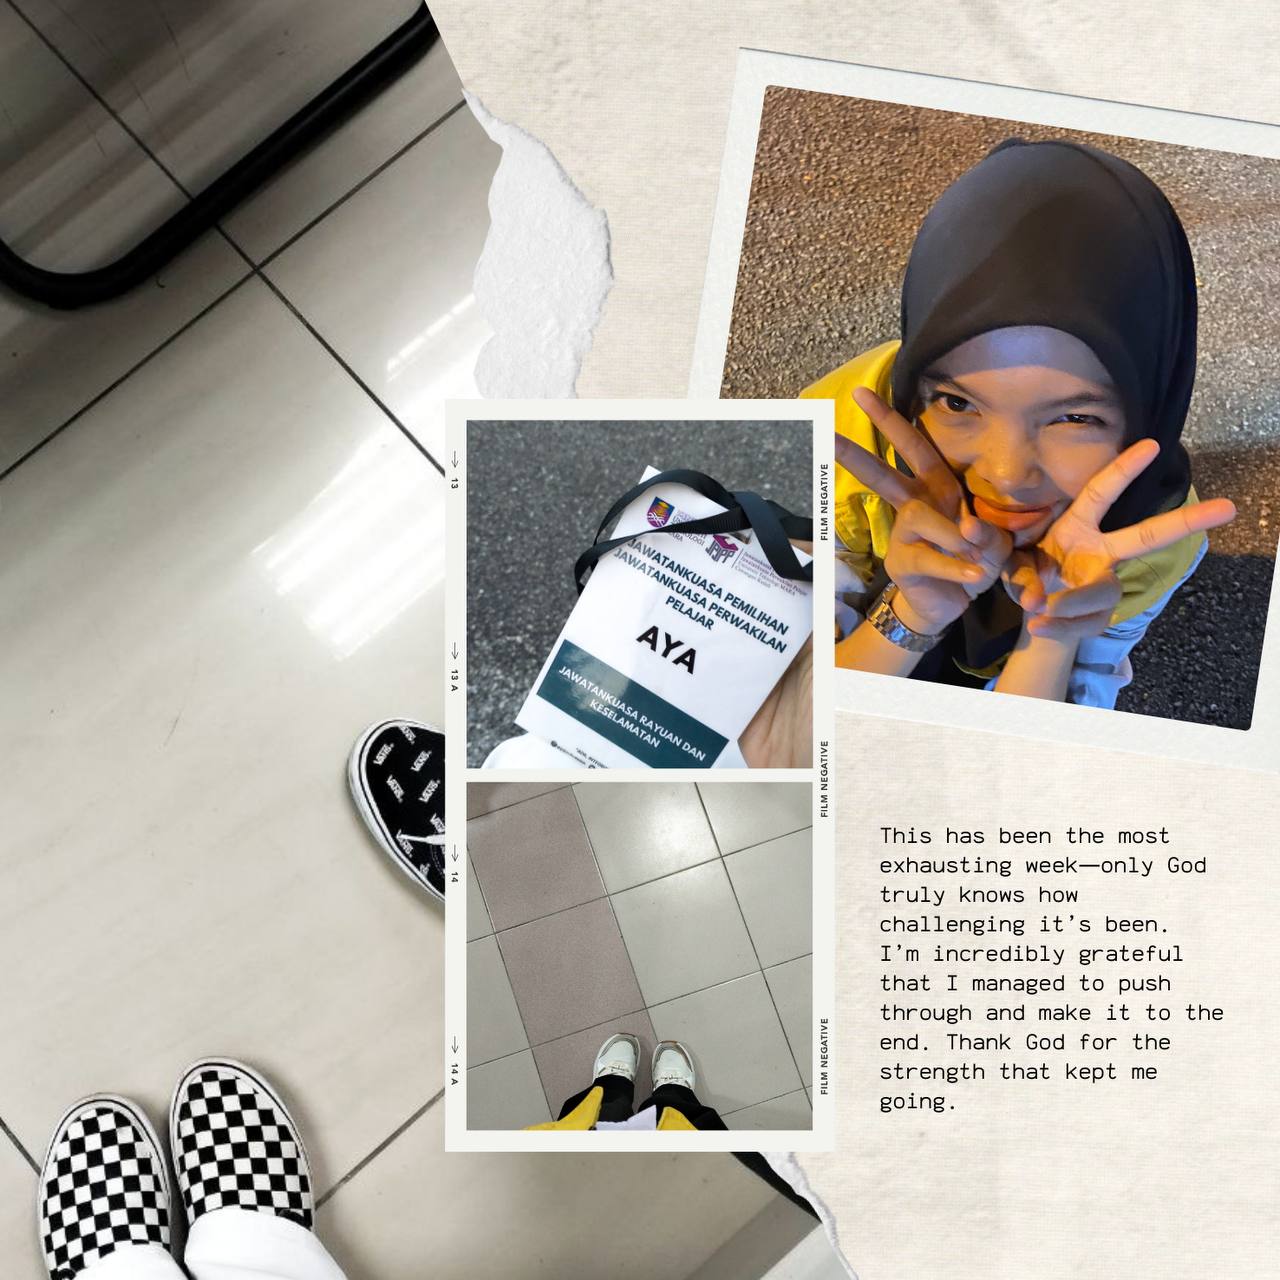 VANS
VANS
VANS
VANS
→ 13
→ 13 A
→ 14
→ 14 A
FILM NEGATIVE
FILM NEGATIVE
FILM NEGATIVE
JAWATANKUASA PEMILIHAN
JAWATANKUASA PERWAKILAN
PELAJAR
AYA
JAWATANKUASA RAYUAN DAN
KESELAMATAN
This has been the most
exhausting week—only God
truly knows how
challenging it’s been.
I’m incredibly grateful
that I managed to push
through and make it to the
end. Thank God for the
strength that kept me
going.